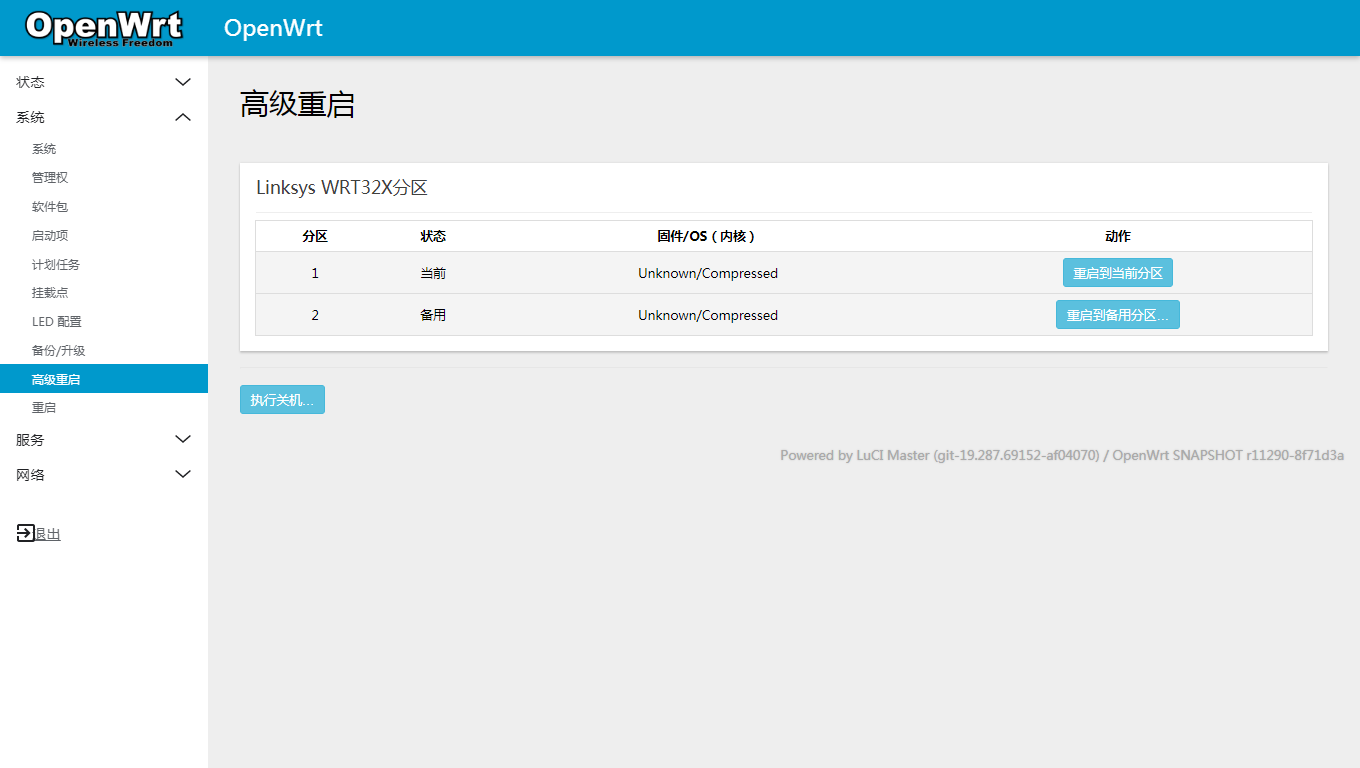 OpenWrt
Wireless Freedom
OpenWrt
状态
系统
系统
管理权
软件包
启动项
计划任务
挂载点
LED 配置
备份/升级
高级重启
重启
服务
网络
退出
高级重启
Linksys WRT32X分区
分区 状态 固件/OS（内核） 动作
1 当前 Unknown/Compressed 重启到当前分区
2 备用 Unknown/Compressed 重启到备用分区...
执行关机...
Powered by LuCI Master (git-19.287.69152-af04070) / OpenWrt SNAPSHOT r11290-8f71d3a